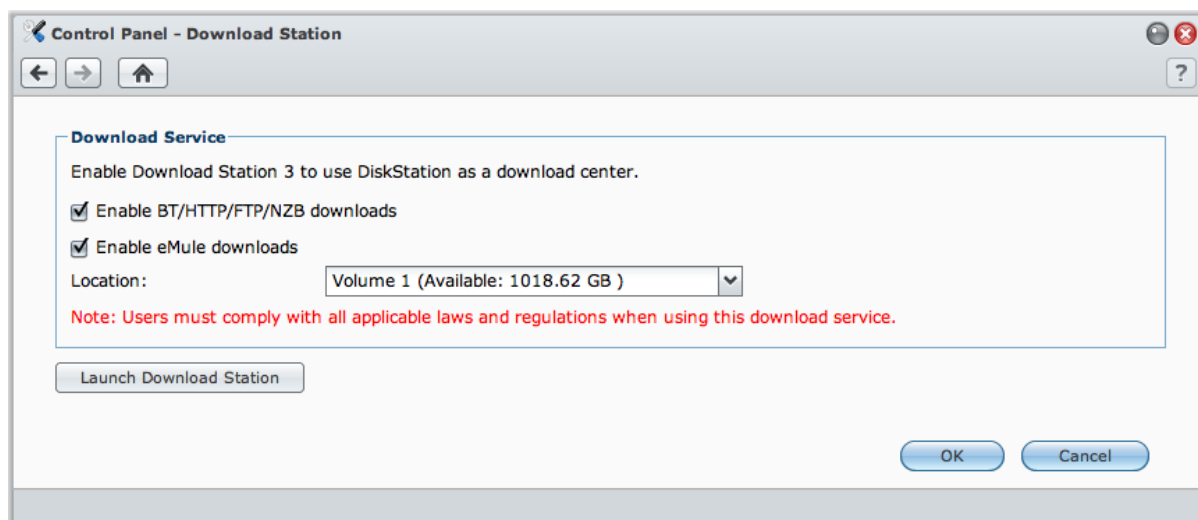 Control Panel - Download Station
?
Download Service
Enable Download Station 3 to use DiskStation as a download center.
Enable BT/HTTP/FTP/NZB downloads
Enable eMule downloads
Location: Volume 1 (Available: 1018.62 GB )
Note: Users must comply with all applicable laws and regulations when using this download service.
Launch Download Station
OK Cancel